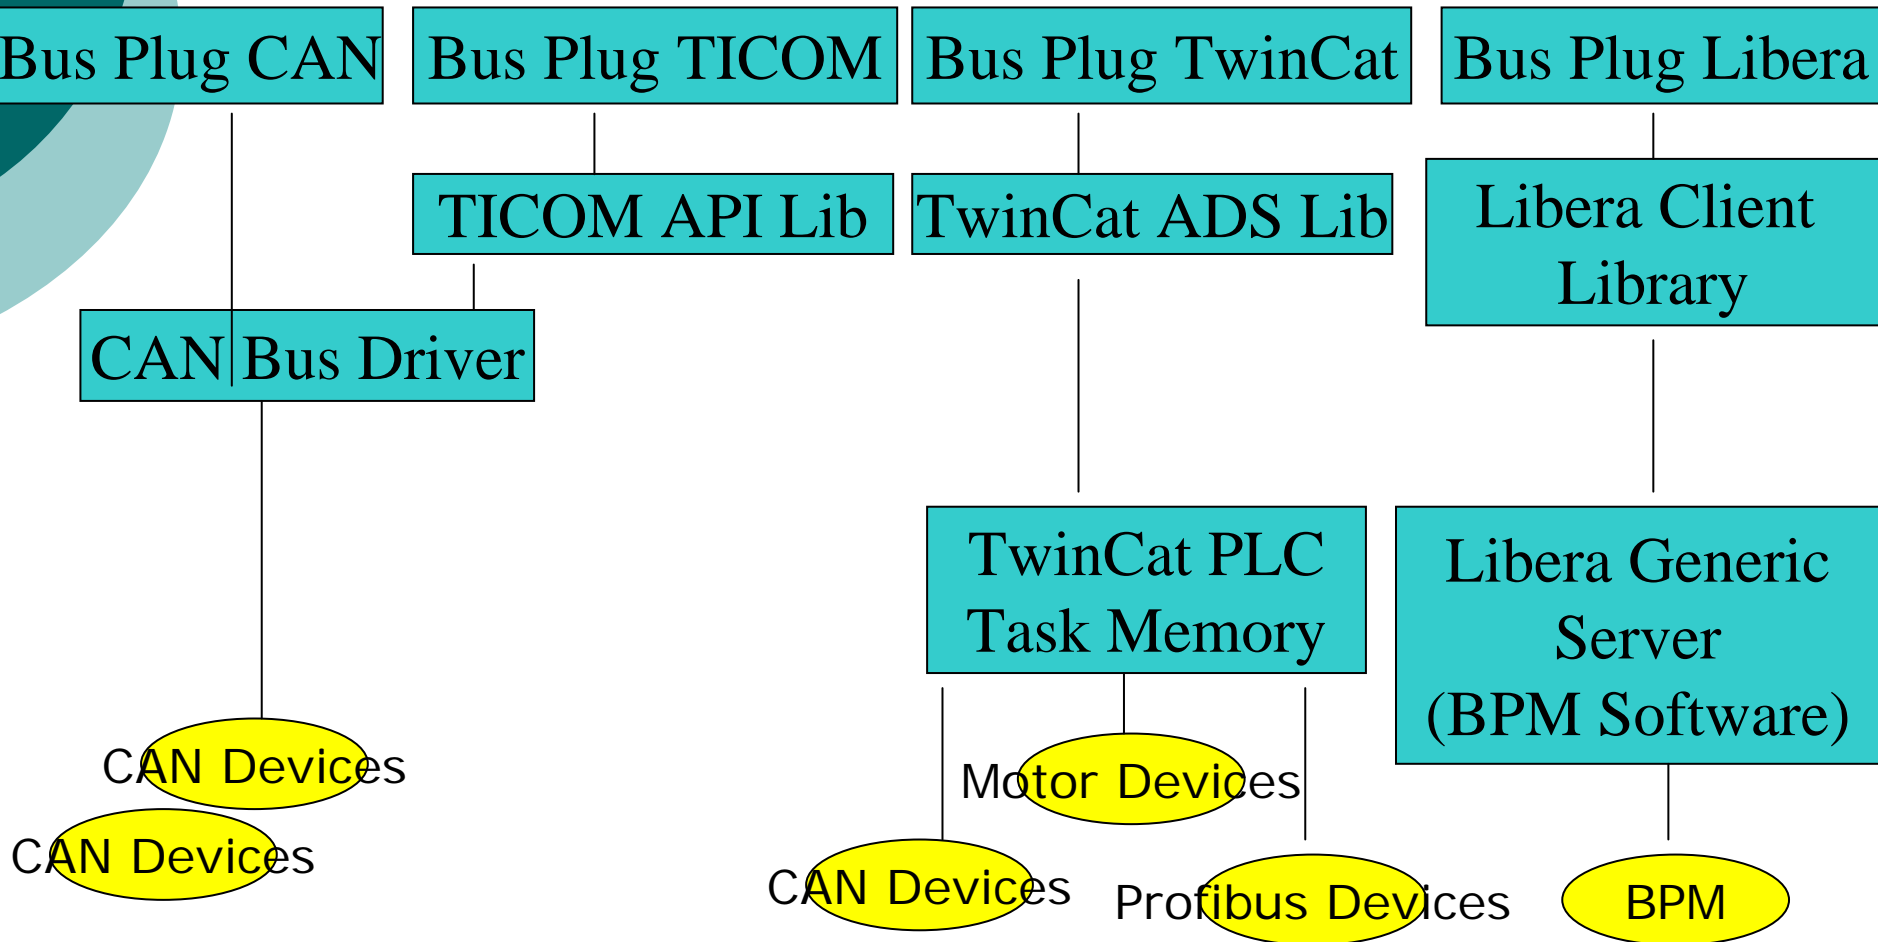 Bus Plug CAN
Bus Plug TICOM
Bus Plug TwinCat
Bus Plug Libera
TICOM API Lib
TwinCat ADS Lib
Libera Client
Library
CAN Bus Driver
TwinCat PLC
Task Memory
Libera Generic
Server
(BPM Software)
CAN Devices
Motor Devices
CAN Devices
CAN Devices
Profibus Devices
BPM